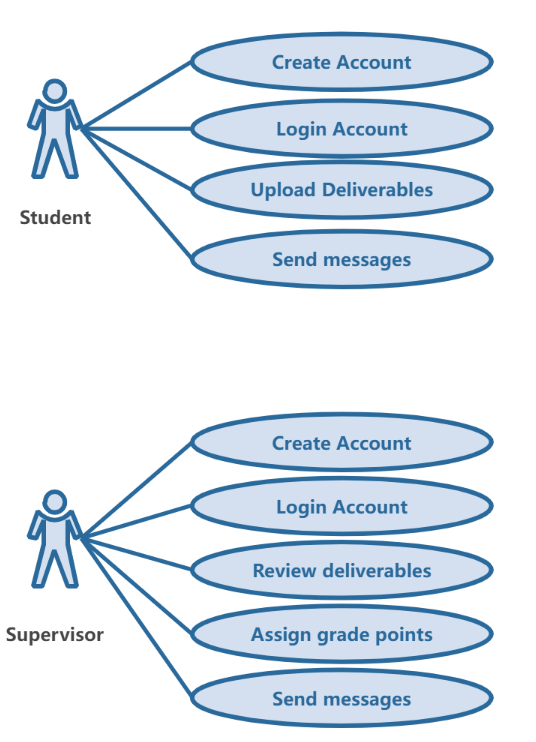 Create Account
Login Account
Upload Deliverables
Send messages
Student
Create Account
Login Account
Review deliverables
Assign grade points
Send messages
Supervisor